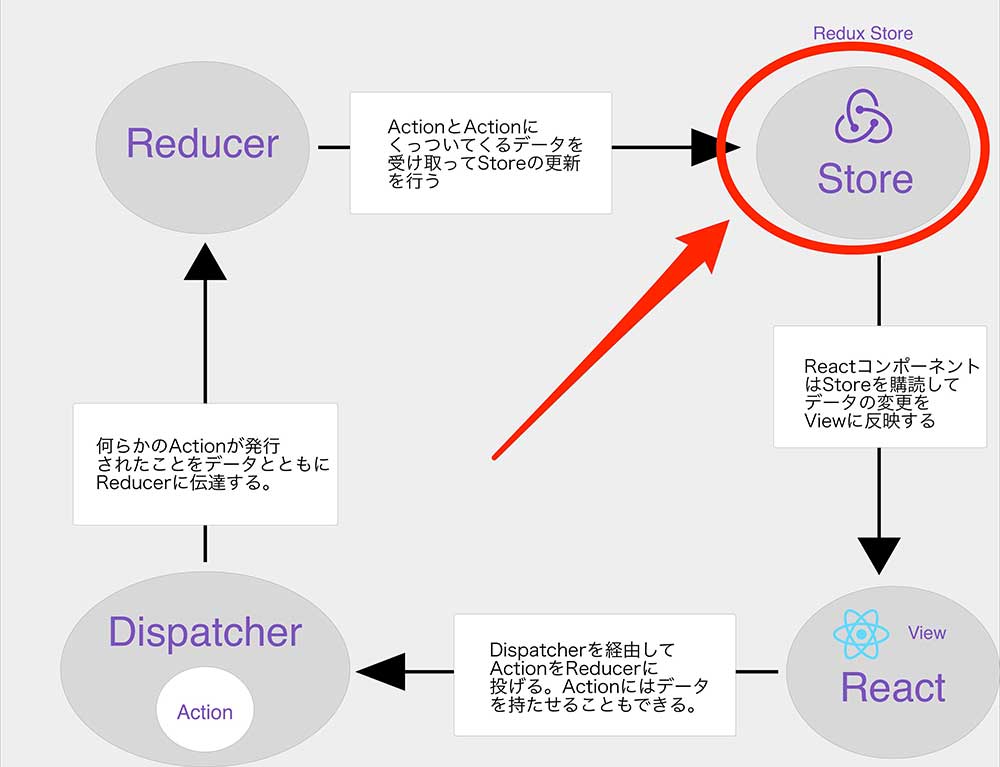 Redux Store
Reducer
ActionとActionに
くっついてくるデータを
受け取ってStoreの更新
を行う
Store
ReactコンポーネントはStoreを購読して
データの変更を
Viewに反映する
何らかのActionが発行
されたことをデータとともに
Reducerに伝達する。
Dispatcher
Action
Dispatcherを経由して
ActionをReducerに
投げる。Actionにはデータ
を持たせることもできる。
View
React